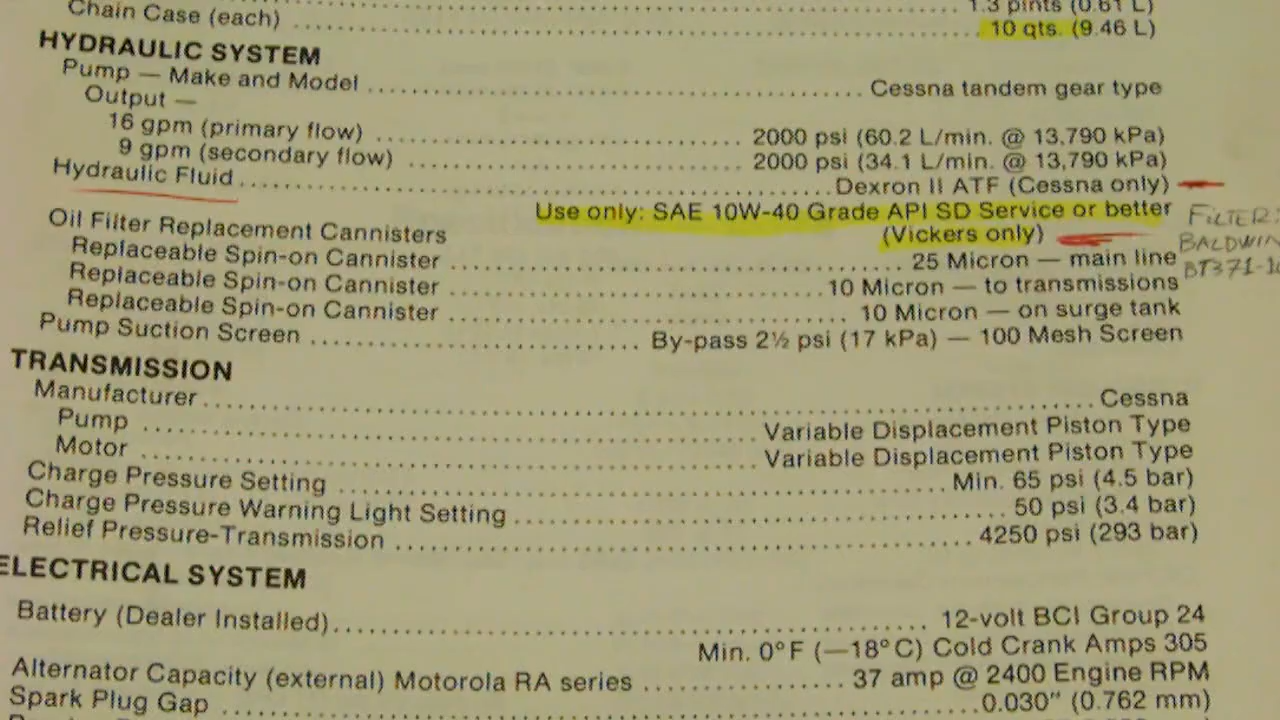 1.3 pints (0.61 L)
Chain Case (each) ........ 10 qts. (9.46 L)
HYDRAULIC SYSTEM
Pump — Make and Model ........ Cessna tandem gear type
Output —
16 gpm (primary flow) ........ 2000 psi (60.2 L/min. @ 13,790 kPa)
9 gpm (secondary flow) ........ 2000 psi (34.1 L/min. @ 13,790 kPa)
Hydraulic Fluid ........ Dexron II ATF (Cessna only)
Use only: SAE 10W-40 Grade API SD Service or better
(Vickers only)
FILTERS
BALDWIN
BT371-10
Oil Filter Replacement Cannisters
Replaceable Spin-on Cannister ........ 25 Micron — main line
Replaceable Spin-on Cannister ........ 10 Micron — to transmissions
Replaceable Spin-on Cannister ........ 10 Micron — on surge tank
Pump Suction Screen ........ By-pass 2½ psi (17 kPa) — 100 Mesh Screen
TRANSMISSION
Manufacturer ........ Cessna
Pump ........ Variable Displacement Piston Type
Motor ........ Variable Displacement Piston Type
Charge Pressure Setting ........ Min. 65 psi (4.5 bar)
Charge Pressure Warning Light Setting ........ 50 psi (3.4 bar)
Relief Pressure-Transmission ........ 4250 psi (293 bar)
ELECTRICAL SYSTEM
Battery (Dealer Installed) ........ 12-volt BCI Group 24
Min. 0°F (—18°C) Cold Crank Amps 305
Alternator Capacity (external) Motorola RA series ........ 37 amp @ 2400 Engine RPM
Spark Plug Gap ........ 0.030" (0.762 mm)